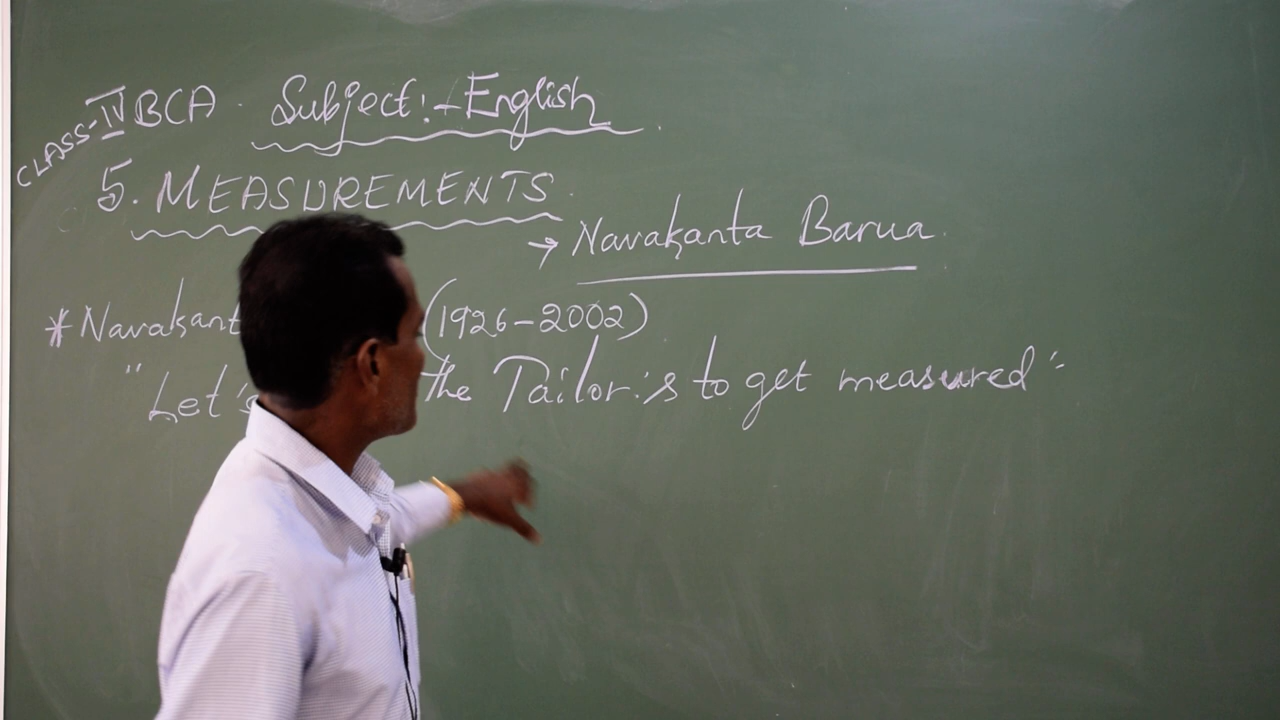 CLASS-IV BCA. Subject:- English
5. MEASUREMENTS.
→ Navakanta Barua.
* Navakant (1926-2002)
"Let's the Tailor's to get measured"